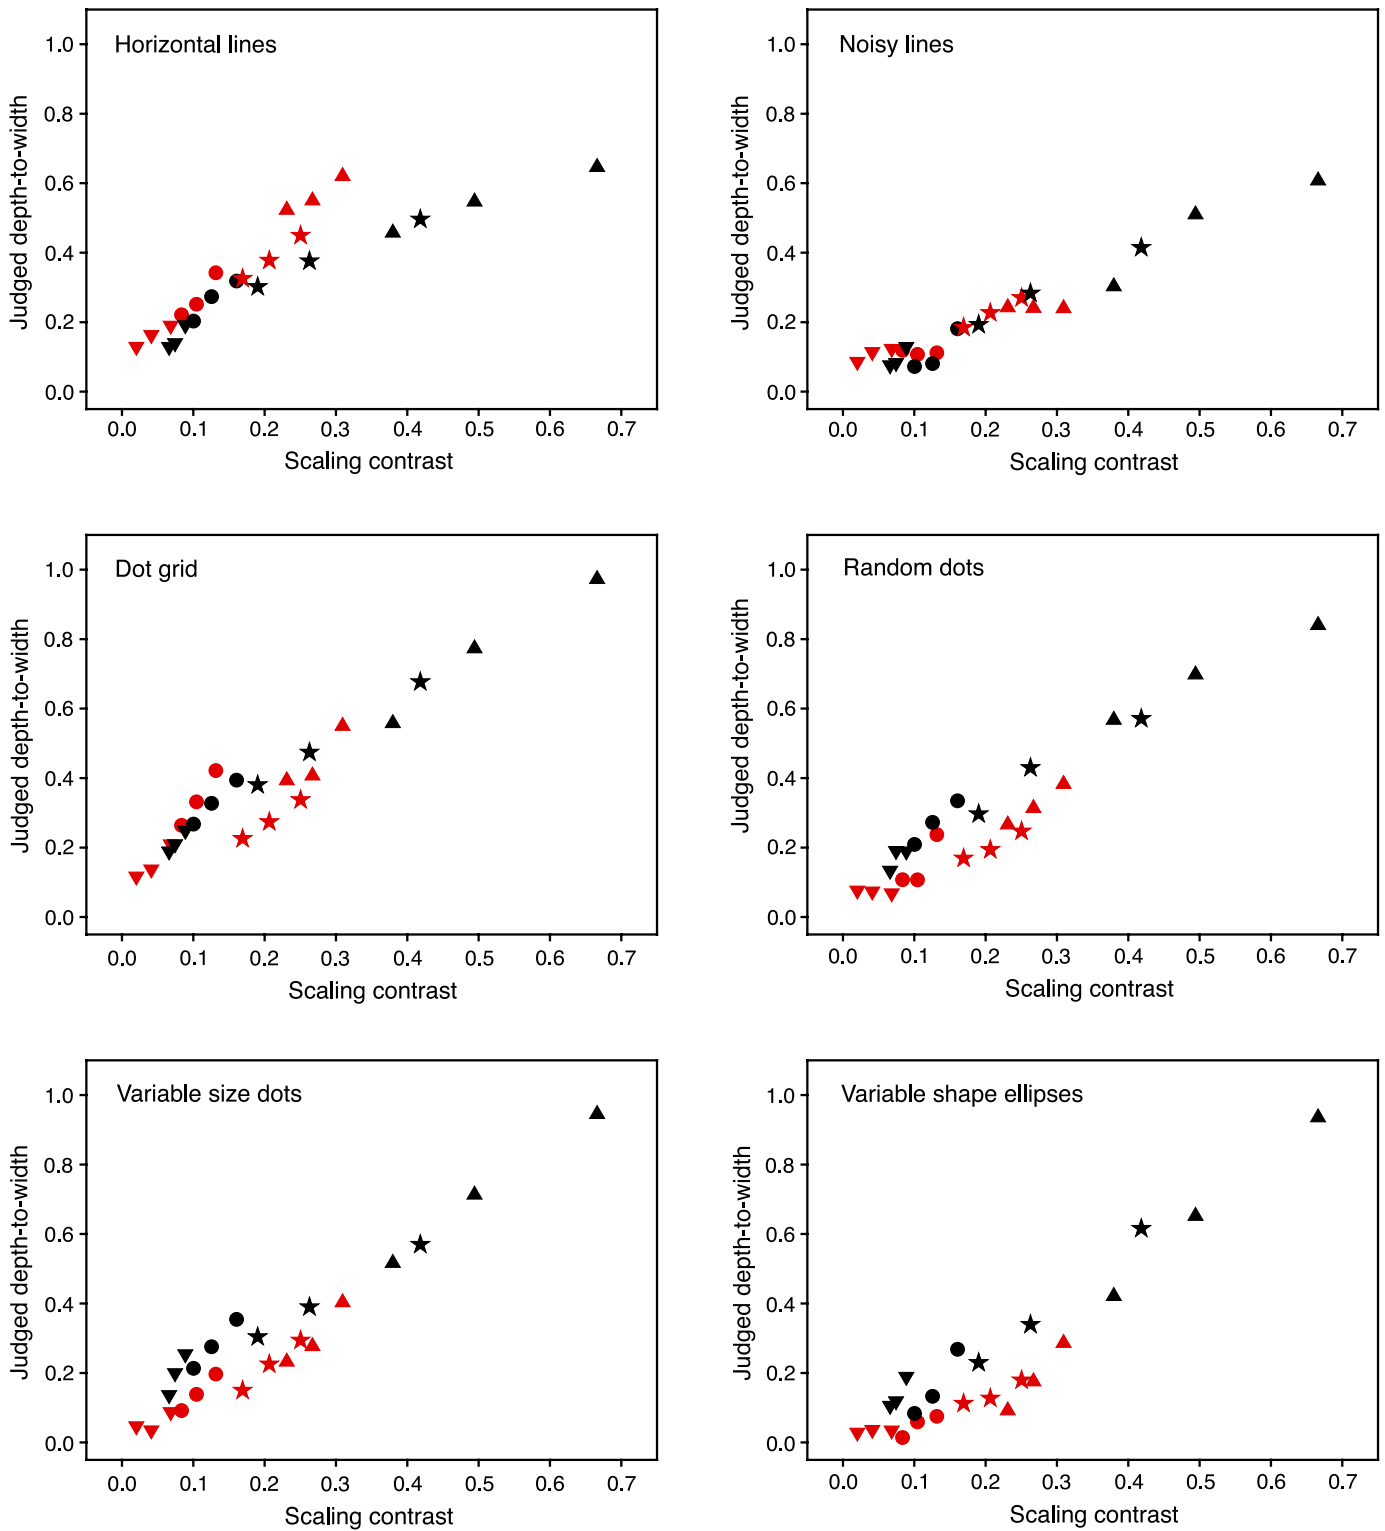 Horizontal lines
Judged depth-to-width
1.0
0.8
0.6
0.4
0.2
0.0
0.0 0.1 0.2 0.3 0.4 0.5 0.6 0.7
Scaling contrast
Noisy lines
Judged depth-to-width
1.0
0.8
0.6
0.4
0.2
0.0
0.0 0.1 0.2 0.3 0.4 0.5 0.6 0.7
Scaling contrast
Dot grid
Judged depth-to-width
1.0
0.8
0.6
0.4
0.2
0.0
0.0 0.1 0.2 0.3 0.4 0.5 0.6 0.7
Scaling contrast
Random dots
Judged depth-to-width
1.0
0.8
0.6
0.4
0.2
0.0
0.0 0.1 0.2 0.3 0.4 0.5 0.6 0.7
Scaling contrast
Variable size dots
Judged depth-to-width
1.0
0.8
0.6
0.4
0.2
0.0
0.0 0.1 0.2 0.3 0.4 0.5 0.6 0.7
Scaling contrast
Variable shape ellipses
Judged depth-to-width
1.0
0.8
0.6
0.4
0.2
0.0
0.0 0.1 0.2 0.3 0.4 0.5 0.6 0.7
Scaling contrast